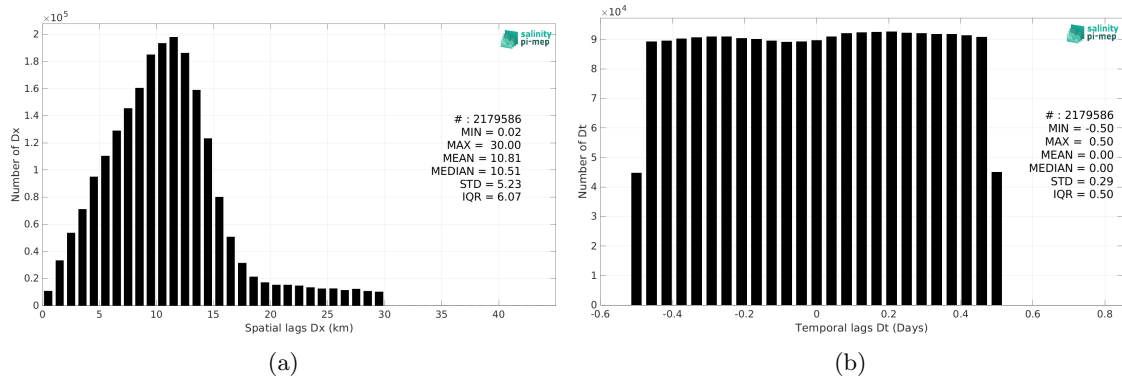 ×10^5
2
1.8
1.6
1.4
1.2
1
0.8
0.6
0.4
0.2
0
Number of Dx
0 5 10 15 20 25 30 35 40
Spatial lags Dx (km)
salinity
pi-mep
# : 2179586
MIN = 0.02
MAX = 30.00
MEAN = 10.81
MEDIAN = 10.51
STD = 5.23
IQR = 6.07
(a)
×10^4
9
8
7
6
5
4
3
2
1
0
Number of Dt
-0.6 -0.4 -0.2 0 0.2 0.4 0.6 0.8
Temporal lags Dt (Days)
salinity
pi-mep
# : 2179586
MIN = -0.50
MAX = 0.50
MEAN = 0.00
MEDIAN = 0.00
STD = 0.29
IQR = 0.50
(b)